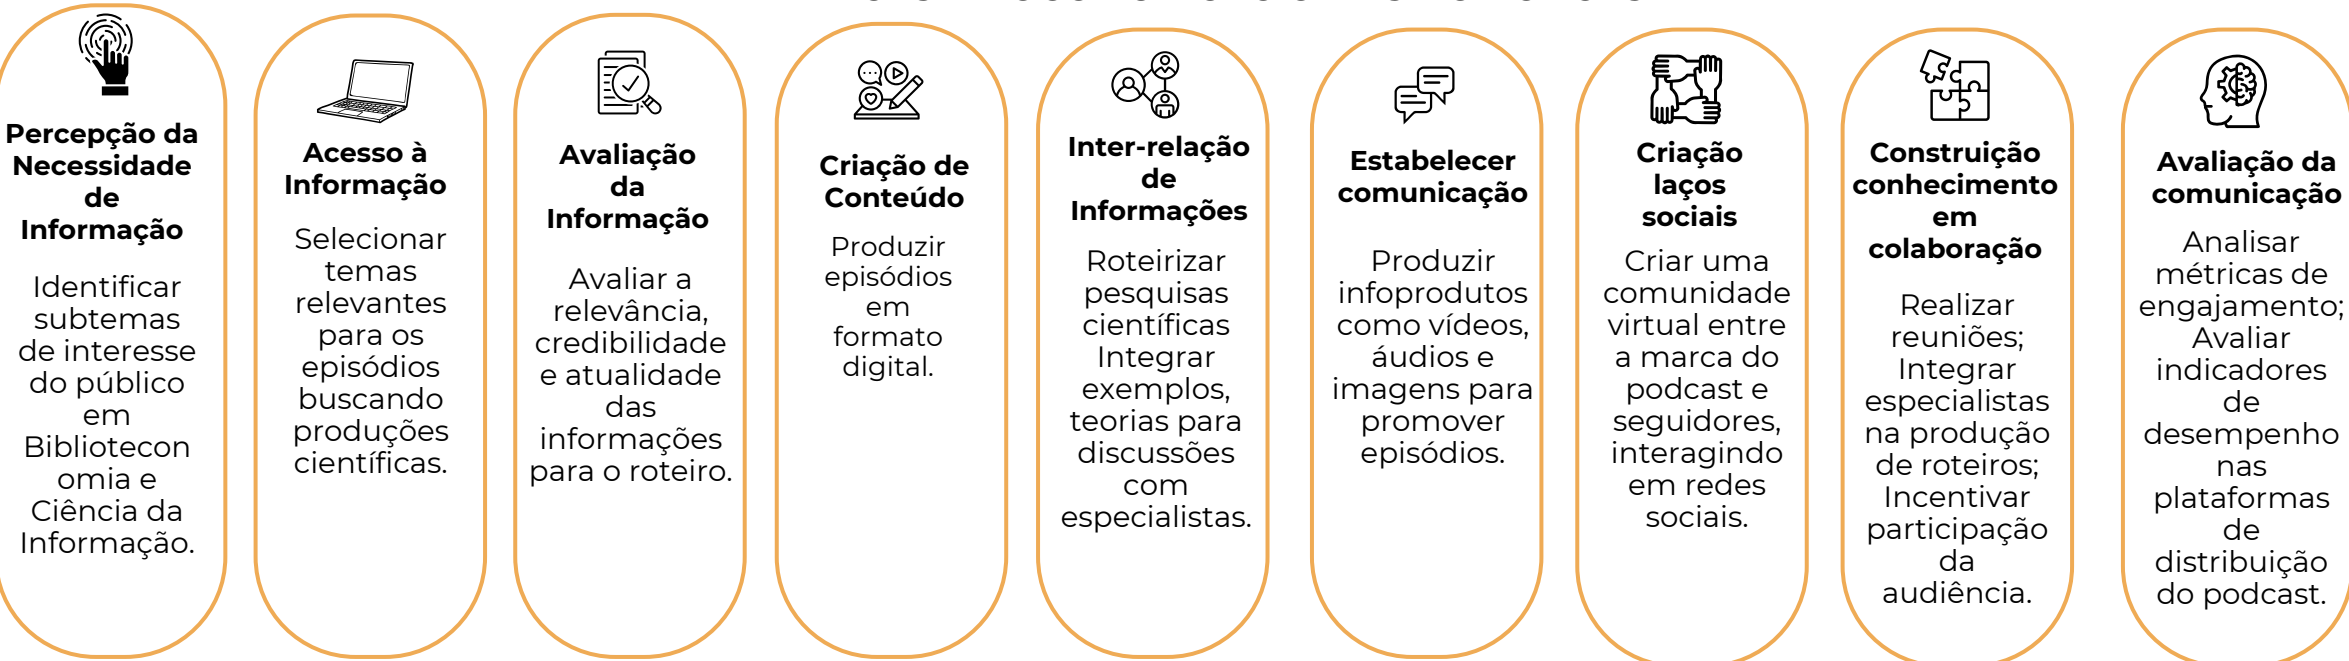 Percepção da
Necessidade
de
Informação
Identificar
subtemas
de interesse
do público
em
Bibliotecon
omia e
Ciência da
Informação.
Acesso à
Informação
Selecionar
temas
relevantes
para os
episódios
buscando
produções
científicas.
Avaliação
da
Informação
Avaliar a
relevância,
credibilidade
e atualidade
das
informações
para o roteiro.
Criação de
Conteúdo
Produzir
episódios
em
formato
digital.
Inter-relação
de
Informações
Roteirizar
pesquisas
científicas
Integrar
exemplos,
teorias para
discussões
com
especialistas.
Estabelecer
comunicação
Produzir
infoprodutos
como vídeos,
áudios e
imagens para
promover
episódios.
Criação
laços
sociais
Criar uma
comunidade
virtual entre
a marca do
podcast e
seguidores,
interagindo
em redes
sociais.
Construição
conhecimento
em
colaboração
Realizar
reuniões;
Integrar
especialistas
na produção
de roteiros;
Incentivar
participação
da
audiência.
Avaliação da
comunicação
Analisar
métricas de
engajamento;
Avaliar
indicadores
de
desempenho
nas
plataformas
de
distribuição
do podcast.